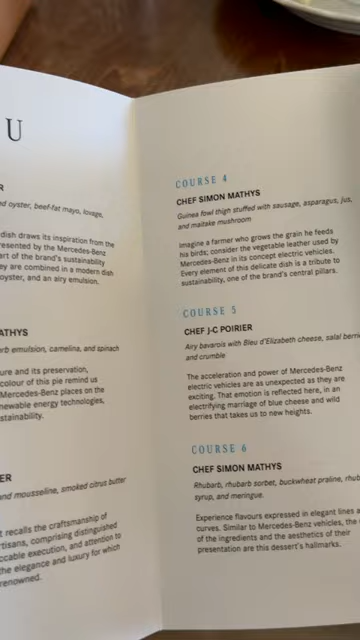 U
R
ed oyster, beef-fat mayo, lovage,
dish draws its inspiration from the
resented by the Mercedes-Benz
art of the brand's sustainability
ey are combined in a modern dish
oyster, and an airy emulsion,
ATHYS
rb emulsion, camelina, and spinach
ure and its preservation,
colour of this pie remind us
Mercedes-Benz places on the
newable energy technologies,
stainability.
ER
and mousseline, smoked citrus butter
t recalls the craftsmanship of
rtisans, comprising distinguished
ccable execution, and attention to
the elegance and luxury for which
renowned.
COURSE 4
CHEF SIMON MATHYS
Guinea fowl thigh stuffed with sausage, asparagus, jus,
and maitake mushroom
Imagine a farmer who grows the grain he feeds
his birds; consider the vegetable leather used by
Mercedes-Benz in its concept electric vehicles.
Every element of this delicate dish is a tribute to
sustainability, one of the brand's central pillars.
COURSE 5
CHEF J-C POIRIER
Airy bavarois with Bleu d'Elizabeth cheese, salal berrie
and crumble
The acceleration and power of Mercedes-Benz
electric vehicles are as unexpected as they are
exciting. That emotion is reflected here, in an
electrifying marriage of blue cheese and wild
berries that takes us to new heights.
COURSE 6
CHEF SIMON MATHYS
Rhubarb, rhubarb sorbet, buckwheat praline, rhub
syrup, and meringue.
Experience flavours expressed in elegant lines a
curves. Similar to Mercedes-Benz vehicles, the
of the ingredients and the aesthetics of their
presentation are this dessert's hallmarks.